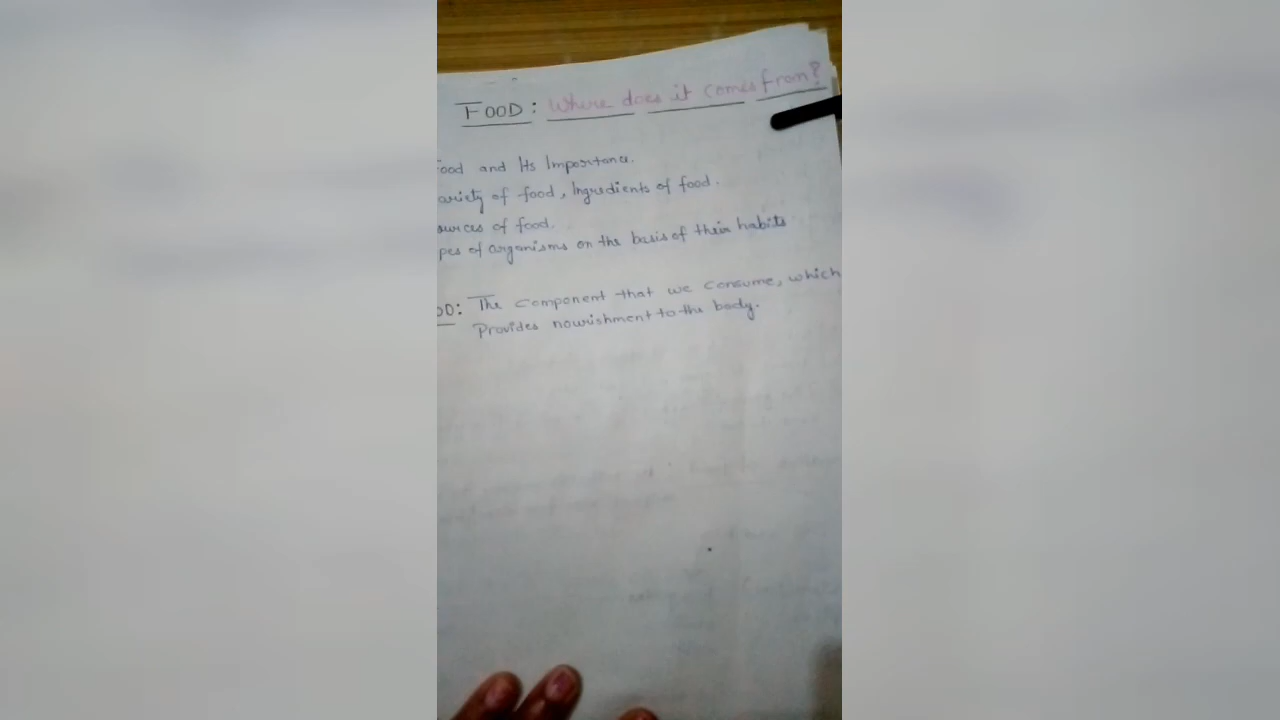 FOOD: Where does it comes from?
ood and Its Importance.
ariety of food, Ingredients of food.
ources of food.
pes of organisms on the basis of their habits
OD: The component that we consume, which
Provides nourishment to the body.